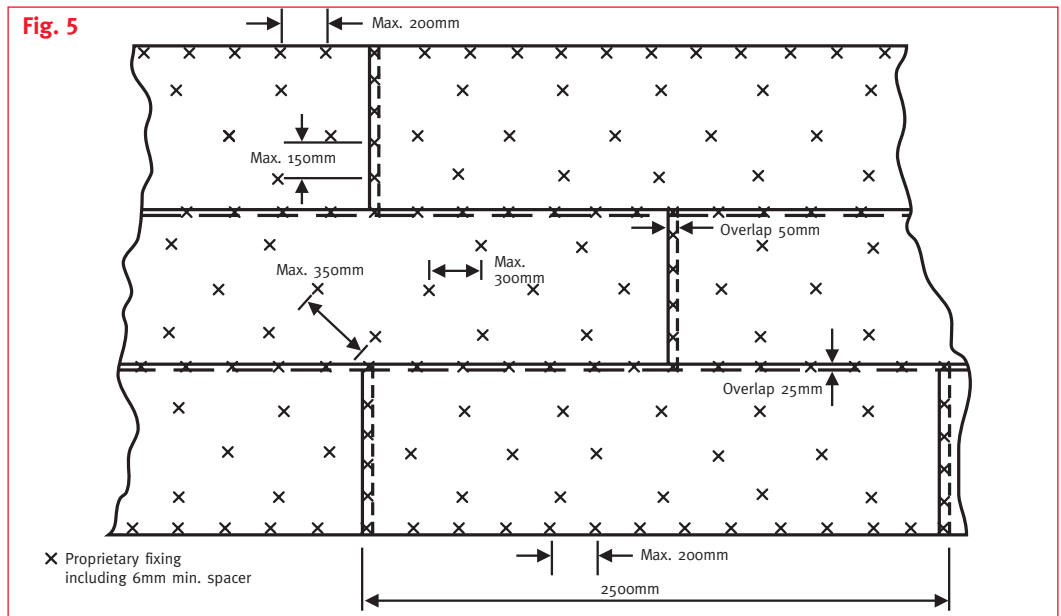 Fig. 5
Max. 200mm
Max. 150mm
Overlap 50mm
Max. 350mm
Max.
300mm
Overlap 25mm
Max. 200mm
Proprietary fixing
including 6mm min. spacer
2500mm